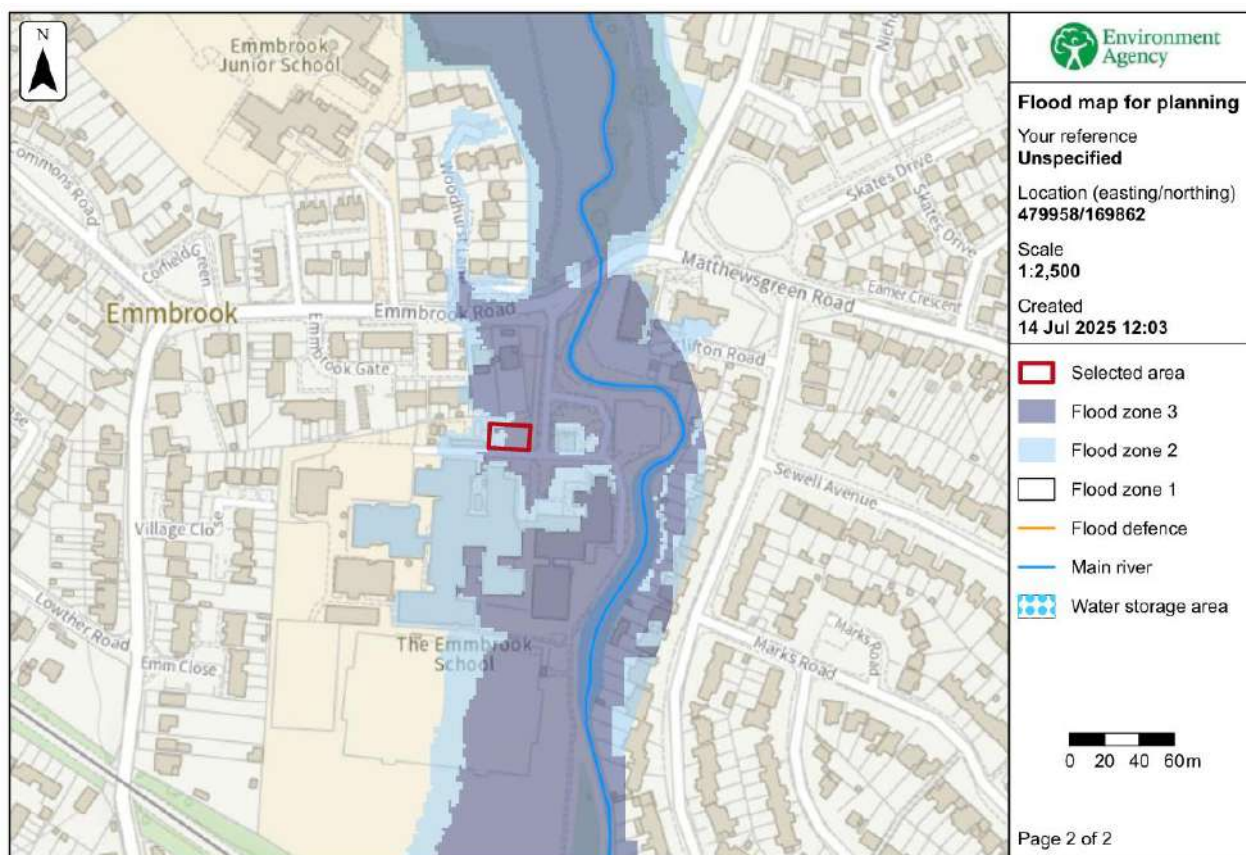 N
Emmbrook
Junior School
Commons Road
Corfield Green
Woodhurst Lane
Emmbrook
Emmbrook Road
Emmbrook Gate
Skates Drive
Skates Drive
Matthewsgreen Road
Eamer Crescent
lifton Road
Sewell Avenue
Village Clo
se
Lowther Road
Emm Close
The Emmbrook
School
Marks Road
Marks
Road
Environment
Agency
Flood map for planning
Your reference
Unspecified
Location (easting/northing)
479958/169862
Scale
1:2,500
Created
14 Jul 2025 12:03
Selected area
Flood zone 3
Flood zone 2
Flood zone 1
Flood defence
Main river
Water storage area
0 20 40 60m
Page 2 of 2